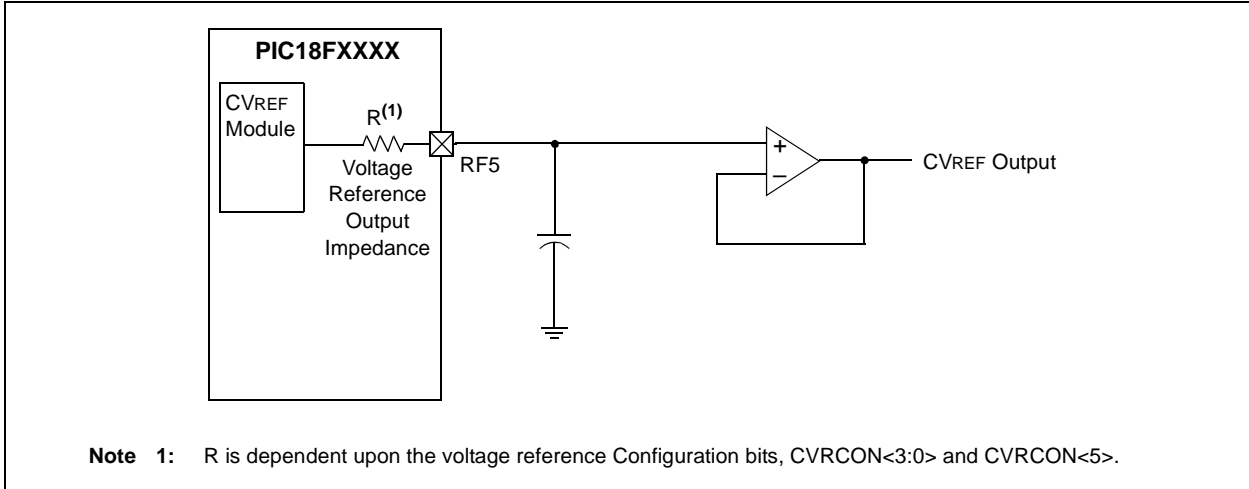 PIC18FXXXX
CVREF
Module
R(1)
Voltage
Reference
Output
Impedance
RF5
+
–
CVREF Output
Note 1: R is dependent upon the voltage reference Configuration bits, CVRCON<3:0> and CVRCON<5>.